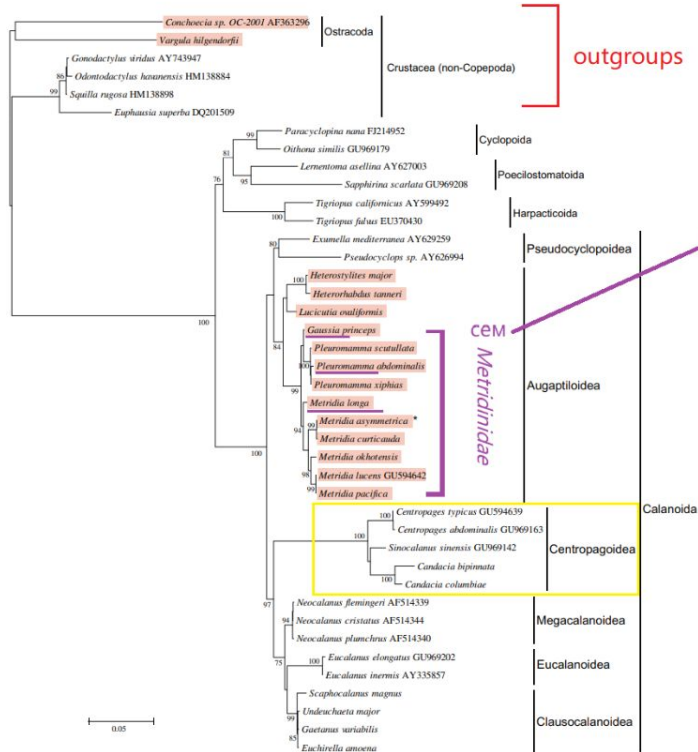 Conchoecia sp. OC-2001 AF363296
Vargula hilgendorfii
Ostracoda
Gonodactylus viridus AY743947
Odontodactylus havanensis HM138884
Squilla rugosa HM138898
Euphausia superba DQ201509
Crustacea (non-Copepoda)
outgroups
86
99
Paracyclopina nana FJ214952
Oithona similis GU969179
Cyclopoida
99
81
Lernentoma asellina AY627003
Sapphirina scarlata GU969208
Poecilostomatoida
95
76
Tigriopus californicus AY599492
Tigriopus fulvus EU370430
Harpacticoida
100
Exumella mediterranea AY629259
Pseudocyclops sp. AY626994
Pseudocyclopoidea
80
Heterostylites major
Heterorhabdus tanneri
100
Lucicutia ovaliformis
Gaussia princeps
сем
Metridinidae
100
84
Pleuromamma scutullata
Pleuromamma abdominalis
Pleuromamma xiphias
100
99
Augaptiloidea
Metridia longa
Metridia asymmetrica *
Metridia curticauda
99
94
Metridia okhotensis
Metridia lucens GU594642
Metridia pacifica
98
99
100
Calanoida
Centropages typicus GU594639
Centropages abdominalis GU969163
Sinocalanus sinensis GU969142
Candacia bipinnata
Candacia columbiae
100
100
100
Centropagoidea
97
Neocalanus flemingeri AF514339
Neocalanus cristatus AF514344
Neocalanus plumchrus AF514340
94
Megacalanoidea
75
Eucalanus elongatus GU969202
Eucalanus inermis AY335857
100
Eucalanoidea
Scaphocalanus magnus
Undeuchaeta major
Gaetanus variabilis
Euchirella amoena
99
85
Clausocalanoidea
0.05